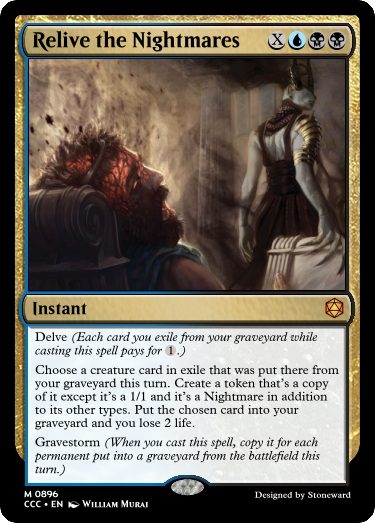 Relive the Nightmares X
Instant
Delve (Each card you exile from your graveyard while
casting this spell pays for 1.)
Choose a creature card in exile that was put there from
your graveyard this turn. Create a token that's a copy
of it except it's a 1/1 and it's a Nightmare in addition
to its other types. Put the chosen card into your
graveyard and you lose 2 life.
Gravestorm (When you cast this spell, copy it for each
permanent put into a graveyard from the battlefield this
turn.)
M 0896
CCC • EN William Murai
Designed by Stoneward